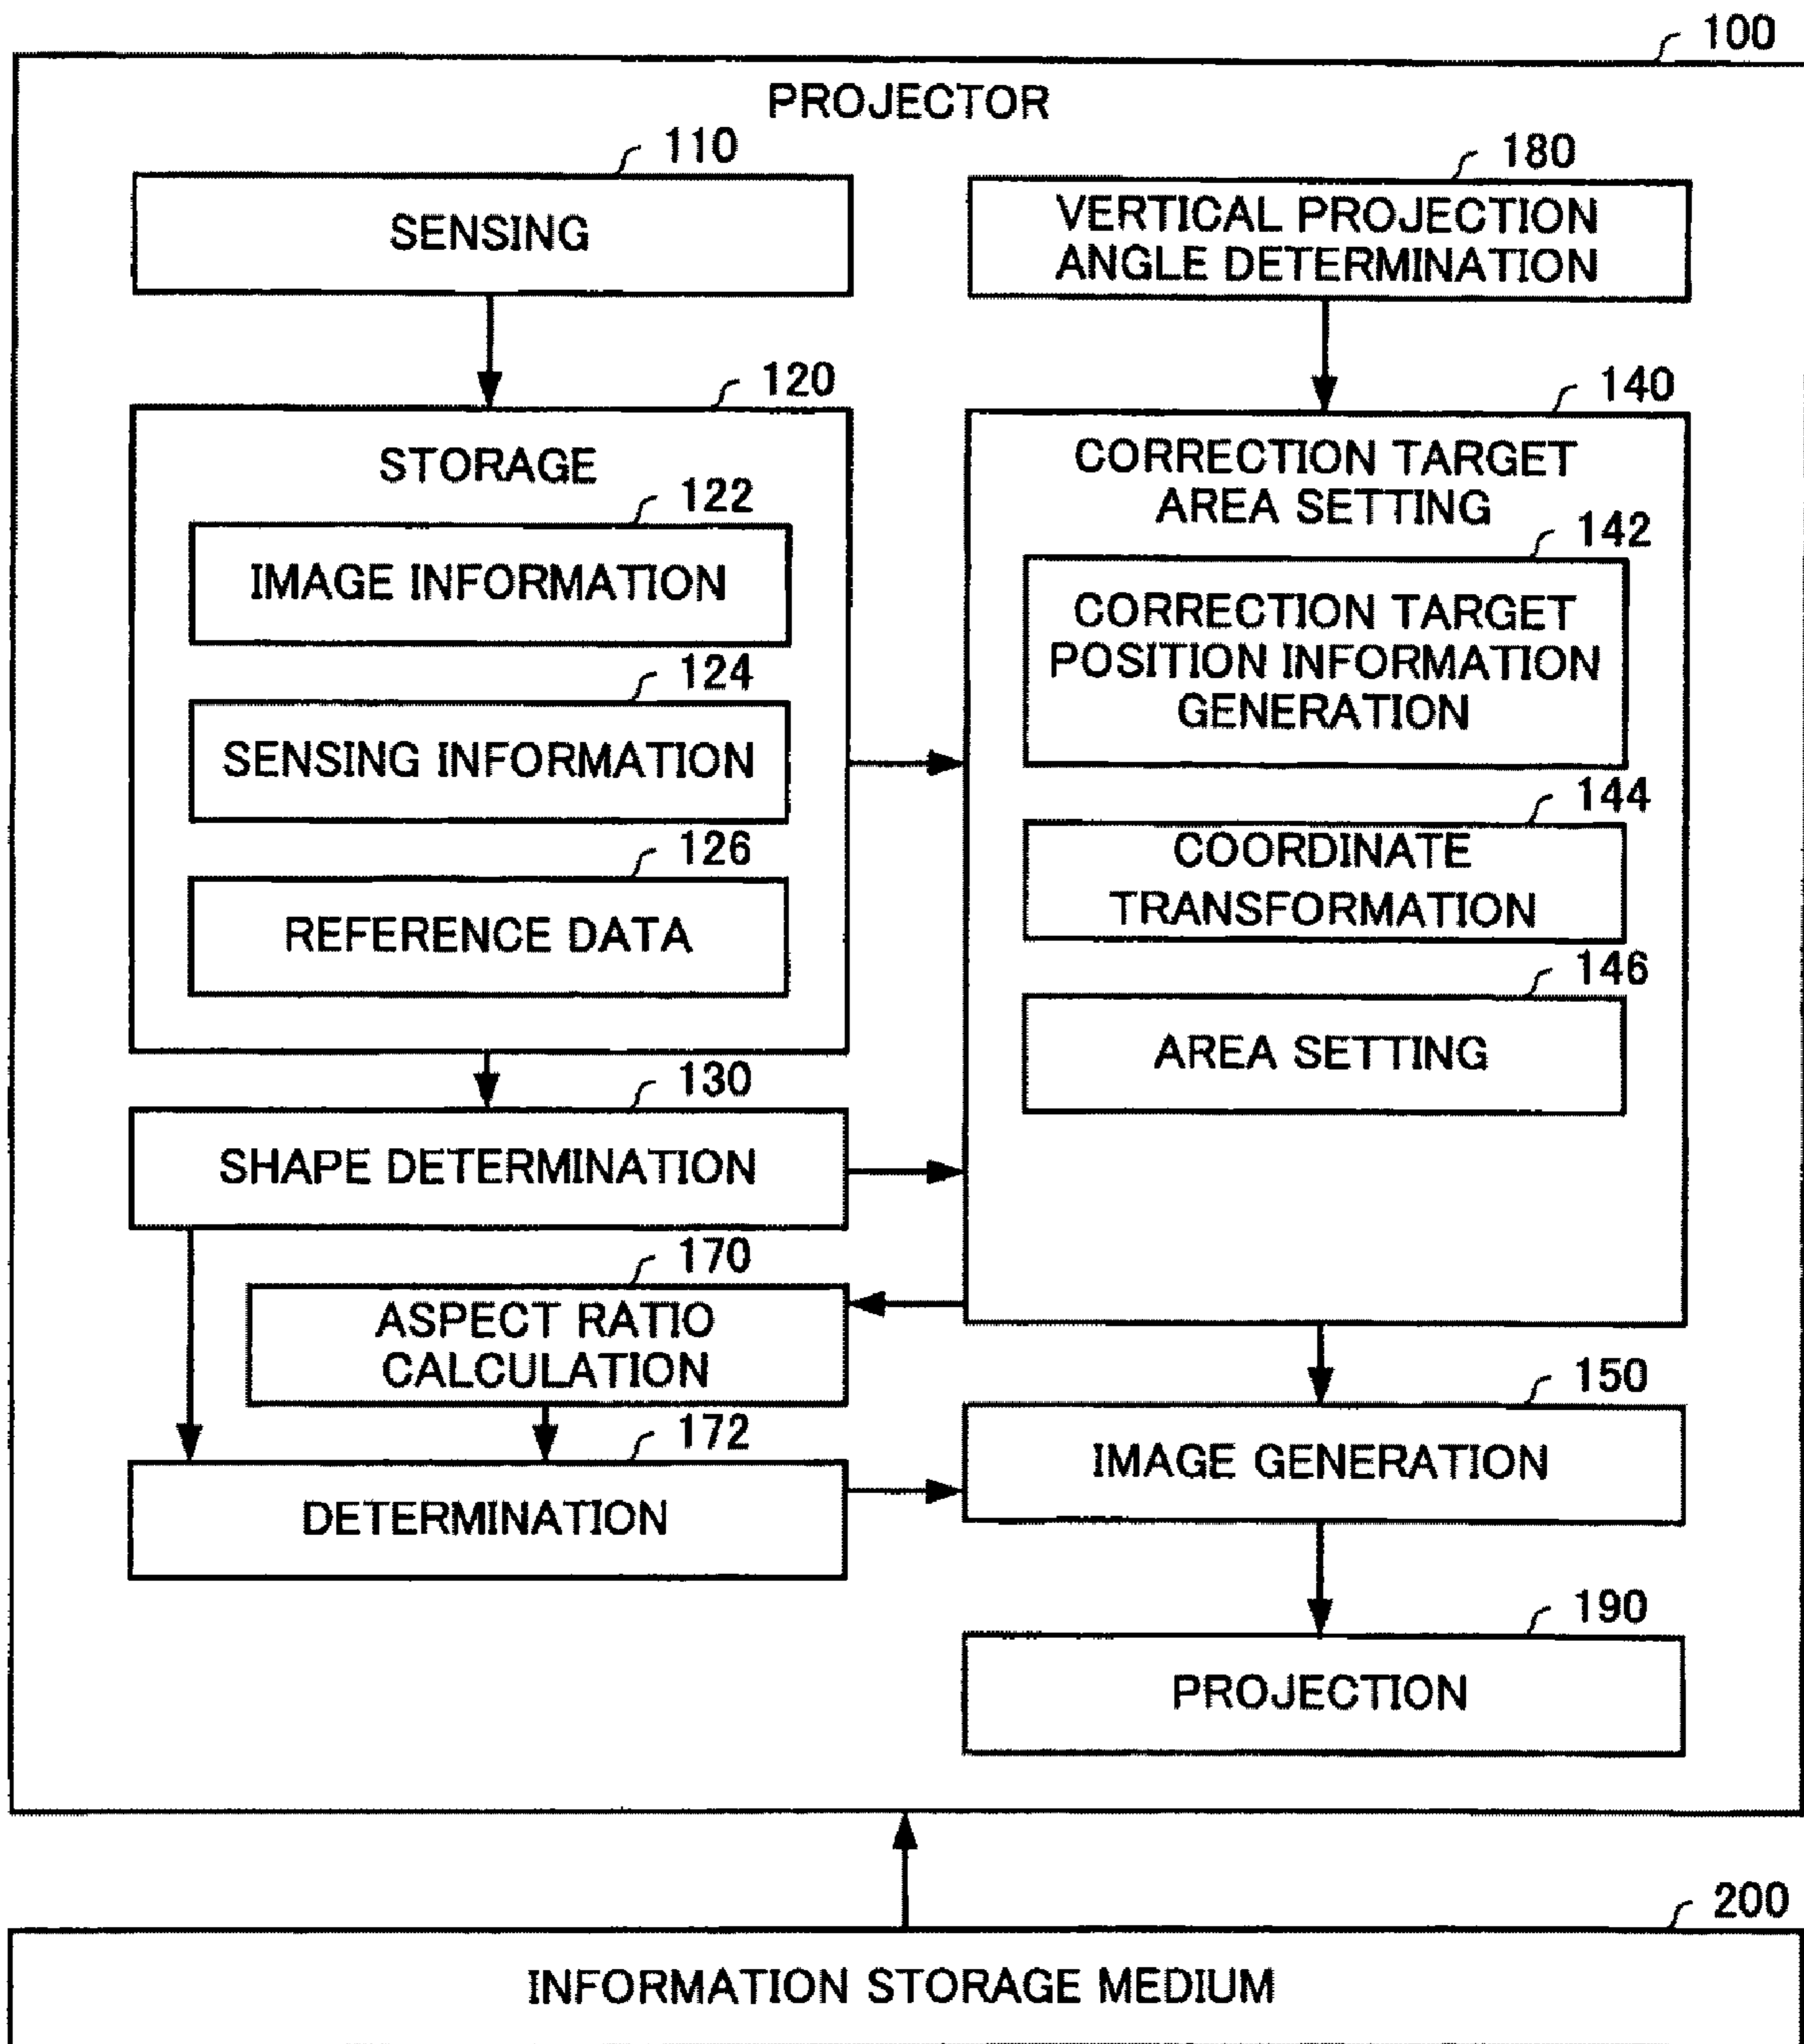 100
PROJECTOR
110
SENSING
180
VERTICAL PROJECTION
ANGLE DETERMINATION
120
STORAGE
122
IMAGE INFORMATION
124
SENSING INFORMATION
126
REFERENCE DATA
140
CORRECTION TARGET
AREA SETTING
142
CORRECTION TARGET
POSITION INFORMATION
GENERATION
144
COORDINATE
TRANSFORMATION
146
AREA SETTING
130
SHAPE DETERMINATION
170
ASPECT RATIO
CALCULATION
172
DETERMINATION
150
IMAGE GENERATION
190
PROJECTION
200
INFORMATION STORAGE MEDIUM